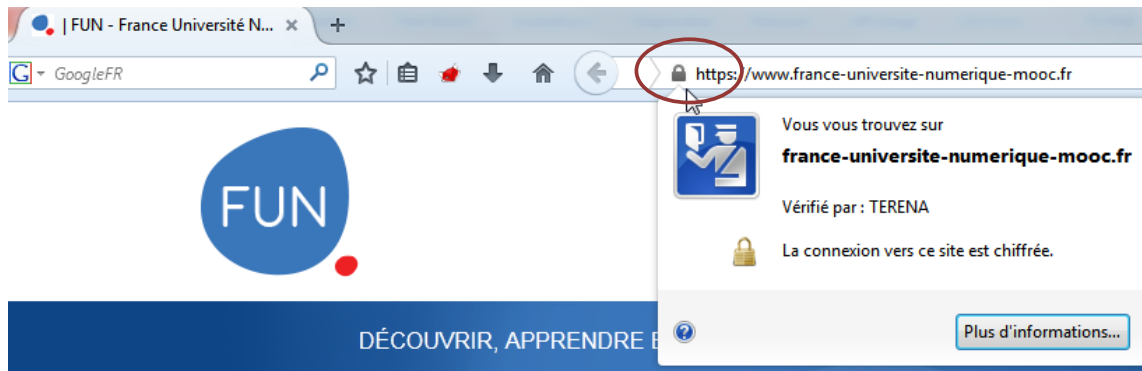 | FUN - France Université N... × +
G GoogleFR
https://www.france-universite-numerique-mooc.fr
Vous vous trouvez sur
france-universite-numerique-mooc.fr
Vérifié par : TERENA
La connexion vers ce site est chiffrée.
FUN
Plus d'informations...
DÉCOUVRIR, APPRENDRE E